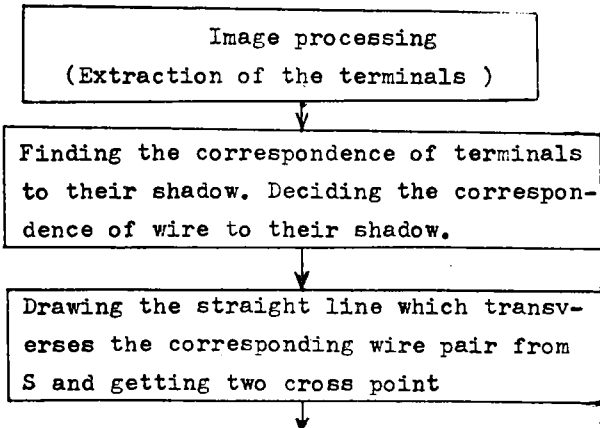 Image processing
(Extraction of the terminals )
Finding the correspondence of terminals
to their shadow. Deciding the correspon-
dence of wire to their shadow.
Drawing the straight line which transv-
erses the corresponding wire pair from
S and getting two cross point